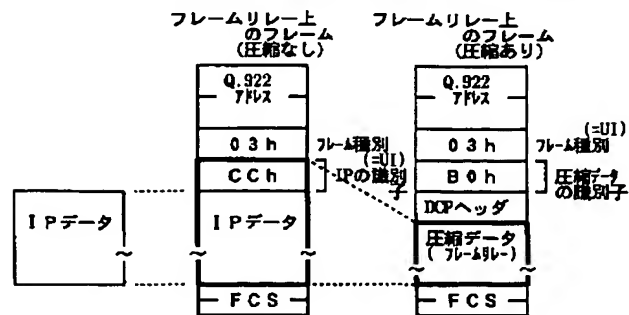 フレームリレー上
のフレーム
(圧縮なし)
フレームリレー上
のフレーム
(圧縮あり)
Q.922
アドレス
03h
フレーム種別
(=UI)
CCh
IPの識別
子
IPデータ
IPデータ
FCS
Q.922
アドレス
03h
(=UI)
フレーム種別
B0h
圧縮データ
の識別子
DCPヘッダ
圧縮データ
(フレームリレー)
FCS